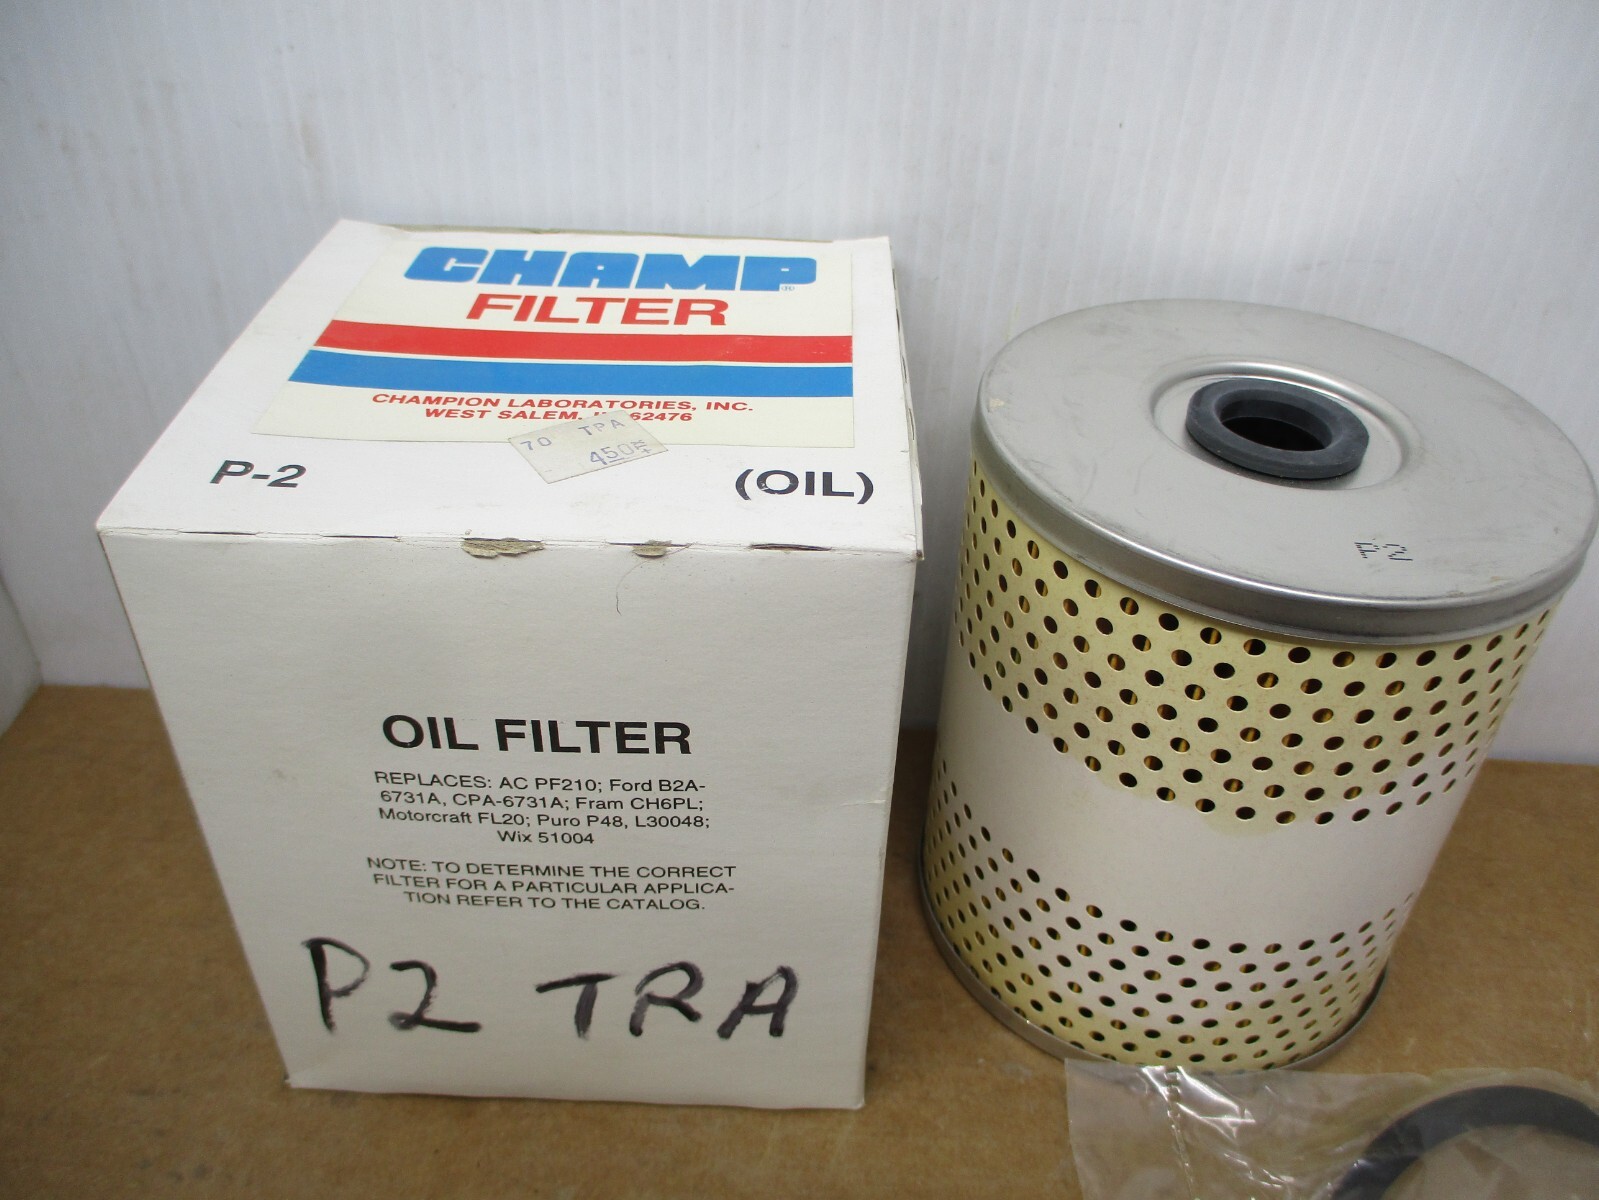 CHAMP®
FILTER
CHAMPION LABORATORIES, INC.
WEST SALEM, 62476
70 TPA
450
P-2 (OIL)
OIL FILTER
REPLACES: AC PF210; Ford B2A-
6731A, CPA-6731A; Fram CH6PL;
Motorcraft FL20; Puro P48, L30048;
Wix 51004
NOTE: TO DETERMINE THE CORRECT
FILTER FOR A PARTICULAR APPLICA-
TION REFER TO THE CATALOG.
P2 TRA